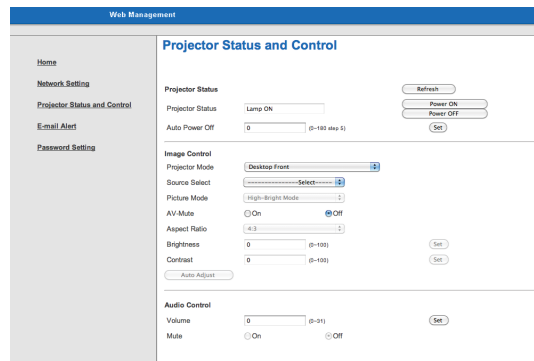 Web Management
Projector Status and Control
Home
Network Setting
Projector Status and Control
E-mail Alert
Password Setting
Projector Status Refresh
Projector Status Lamp ON Power ON
Power OFF
Auto Power Off 0 (0-180 step 5) Set
Image Control
Projector Mode Desktop Front
Source Select ----------------Select----- 
Picture Mode High-Bright Mode
AV-Mute On Off
Aspect Ratio 4:3
Brightness 0 (0-100) Set
Contrast 0 (0-100) Set
Auto Adjust
Audio Control
Volume 0 (0-31) Set
Mute On Off